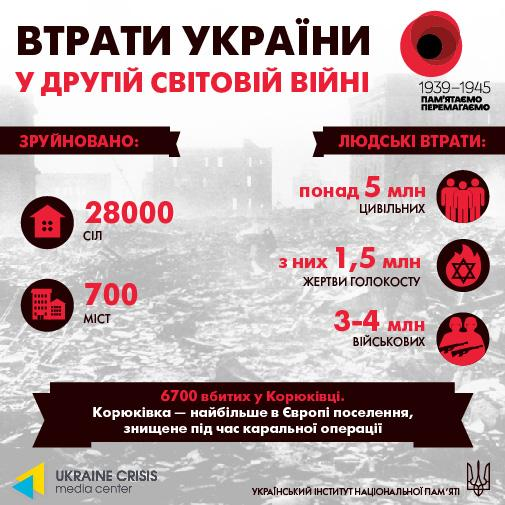 ВТРАТИ УКРАЇНИ
У ДРУГІЙ СВІТОВІЙ ВІЙНІ
1939–1945
ПАМ'ЯТАЄМО
ПЕРЕМАГАЄМО
ЗРУЙНОВАНО:
28000
СІЛ
700
МІСТ
ЛЮДСЬКІ ВТРАТИ:
понад 5 млн
ЦИВІЛЬНИХ
з них 1,5 млн
ЖЕРТВИ ГОЛОКОСТУ
3-4 млн
ВІЙСЬКОВИХ
6700 вбитих у Корюківці.
Корюківка — найбільше в Європі поселення,
знищене під час каральної операції
UKRAINE CRISIS
media center
УКРАЇНСЬКИЙ ІНСТИТУТ НАЦІОНАЛЬНОЇ ПАМ'ЯТІ